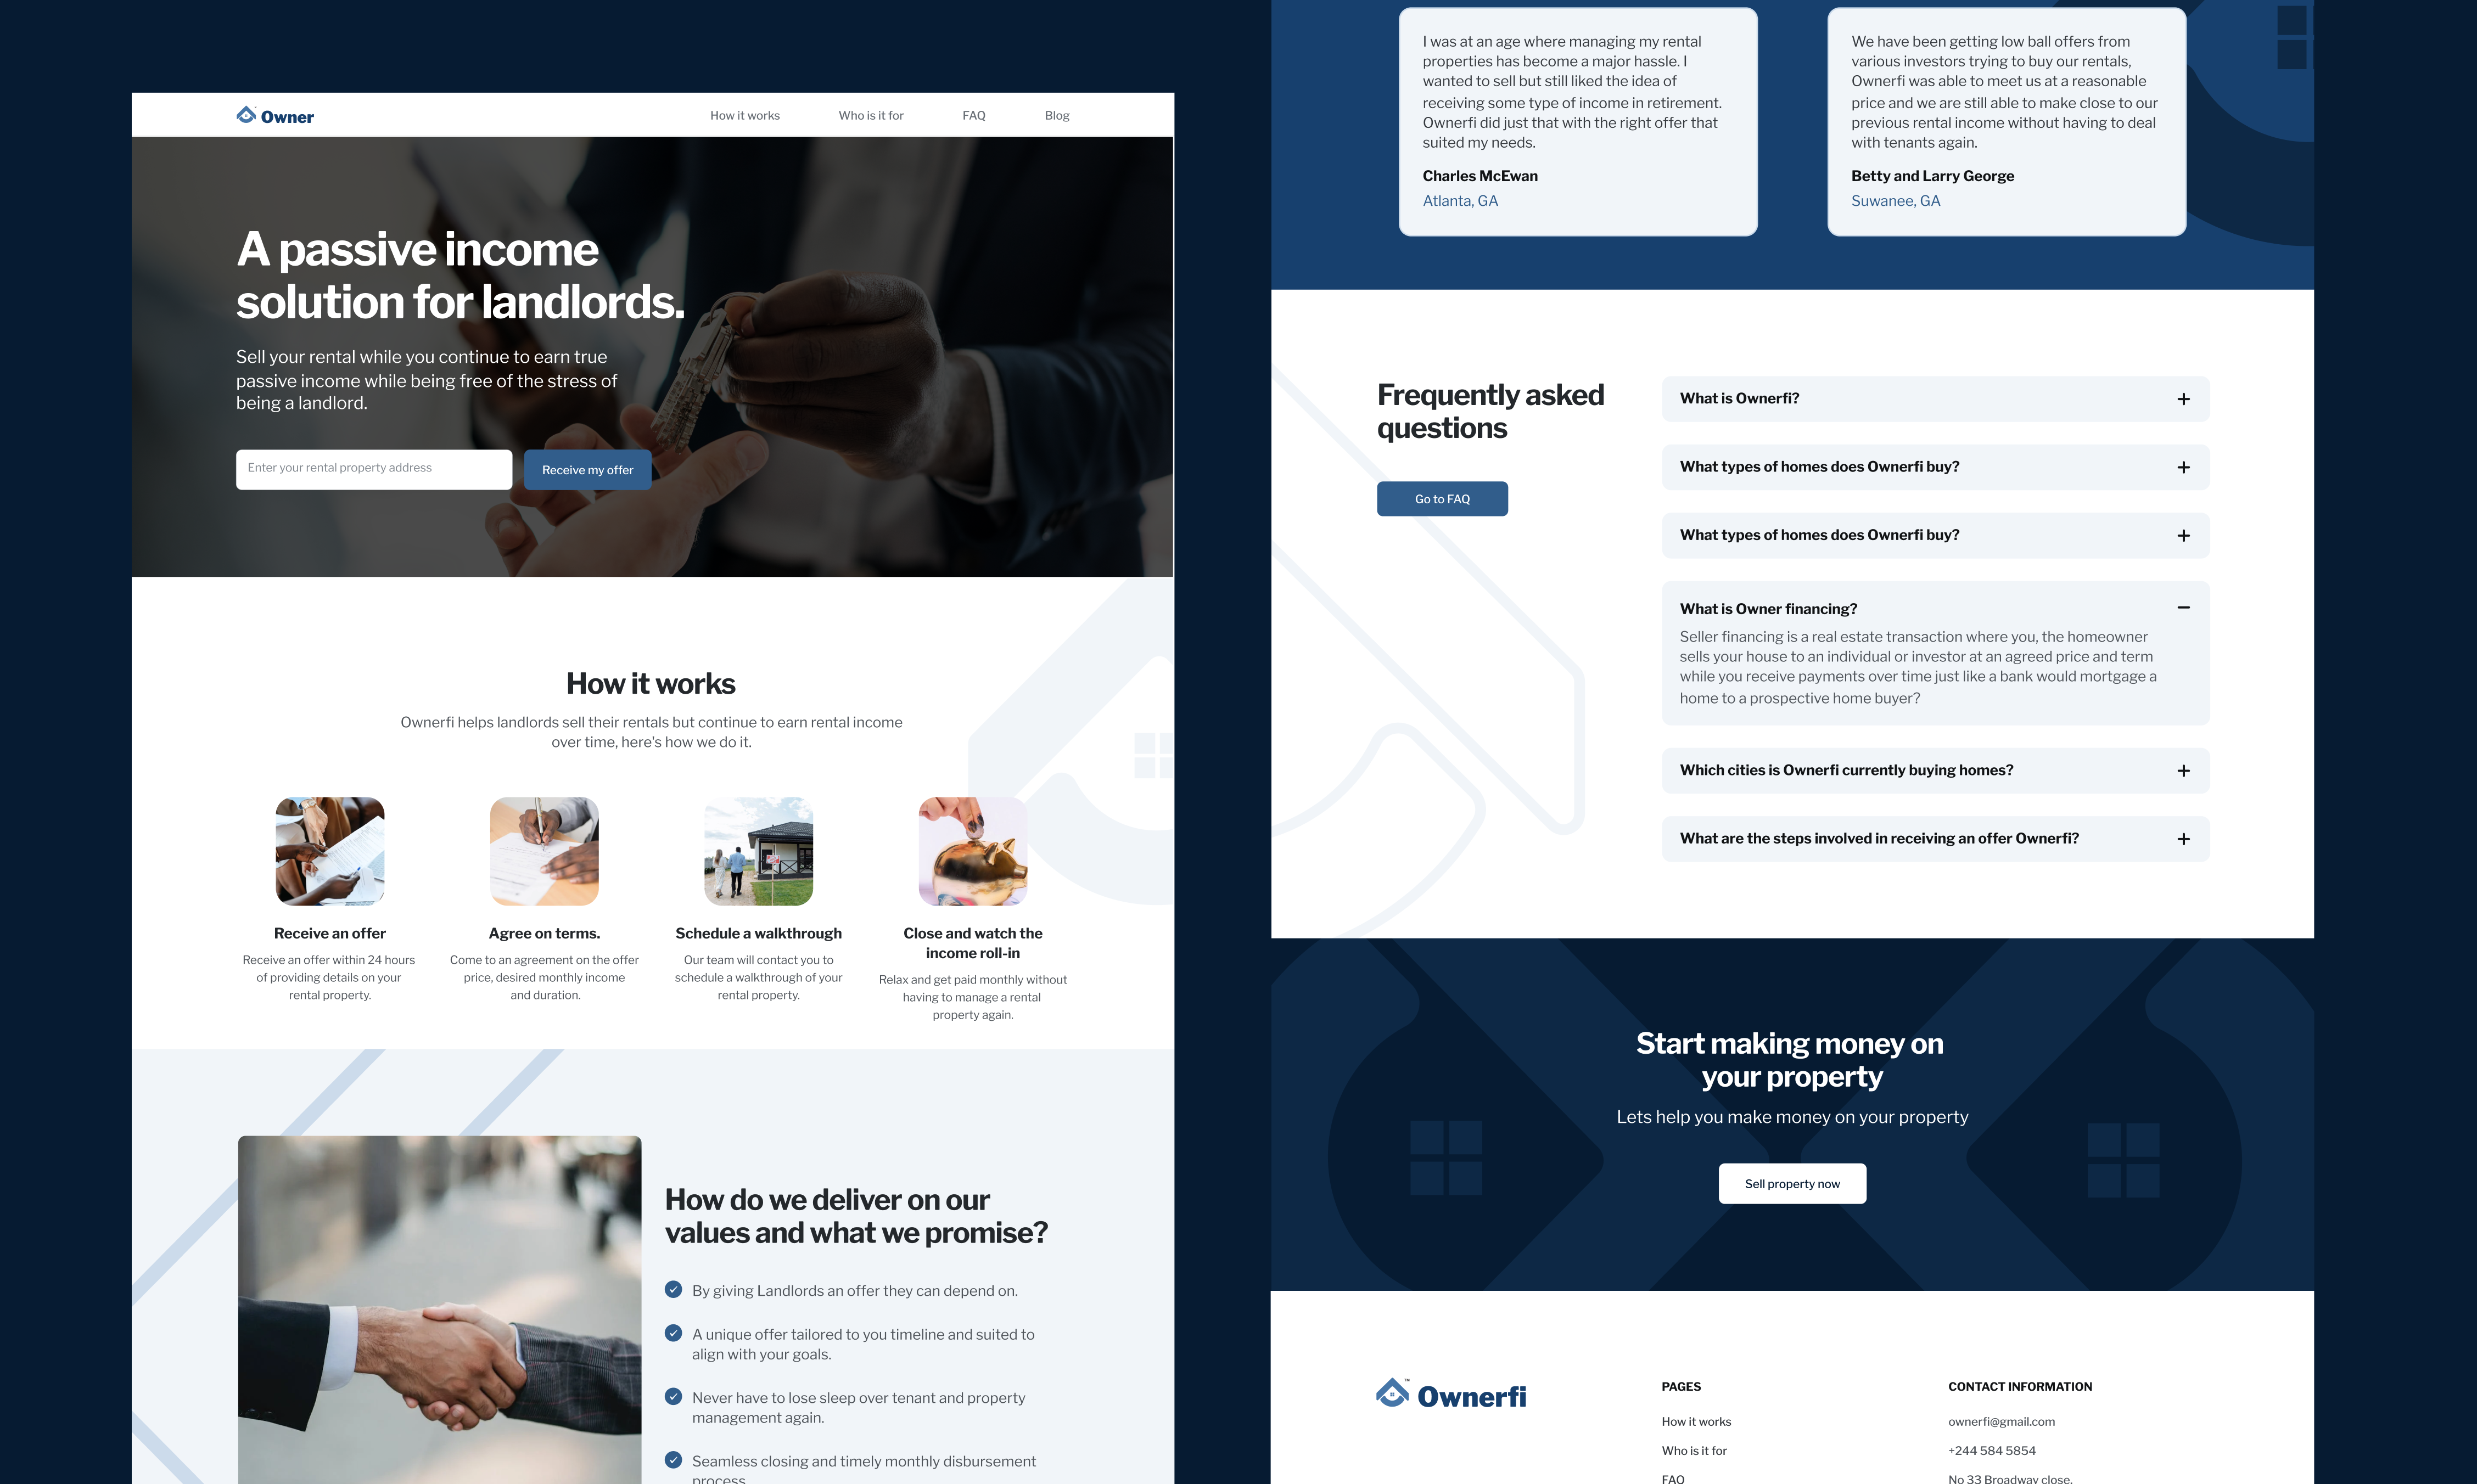 Owner
How it works
Who is it for
FAQ
Blog
A passive income
solution for landlords.
Sell your rental while you continue to earn true
passive income while being free of the stress of
being a landlord.
Enter your rental property address
Receive my offer
How it works
Ownerfi helps landlords sell their rentals but continue to earn rental income
over time, here's how we do it.
Receive an offer
Receive an offer within 24 hours
of providing details on your
rental property.
Agree on terms.
Come to an agreement on the offer
price, desired monthly income
and duration.
Schedule a walkthrough
Our team will contact you to
schedule a walkthrough of your
rental property.
Close and watch the
income roll-in
Relax and get paid monthly without
having to manage a rental
property again.
How do we deliver on our
values and what we promise?
By giving Landlords an offer they can depend on.
A unique offer tailored to you timeline and suited to
align with your goals.
Never have to lose sleep over tenant and property
management again.
Seamless closing and timely monthly disbursement
process
I was at an age where managing my rental
properties has become a major hassle. I
wanted to sell but still liked the idea of
receiving some type of income in retirement.
Ownerfi did just that with the right offer that
suited my needs.
Charles McEwan
Atlanta, GA
We have been getting low ball offers from
various investors trying to buy our rentals,
Ownerfi was able to meet us at a reasonable
price and we are still able to make close to our
previous rental income without having to deal
with tenants again.
Betty and Larry George
Suwanee, GA
Frequently asked
questions
Go to FAQ
What is Ownerfi?
What types of homes does Ownerfi buy?
What types of homes does Ownerfi buy?
What is Owner financing?
Seller financing is a real estate transaction where you, the homeowner
sells your house to an individual or investor at an agreed price and term
while you receive payments over time just like a bank would mortgage a
home to a prospective home buyer?
Which cities is Ownerfi currently buying homes?
What are the steps involved in receiving an offer Ownerfi?
Start making money on
your property
Lets help you make money on your property
Sell property now
Ownerfi
TM
PAGES
How it works
Who is it for
FAQ
CONTACT INFORMATION
ownerfi@gmail.com
+244 584 5854
No 33 Broadway close,